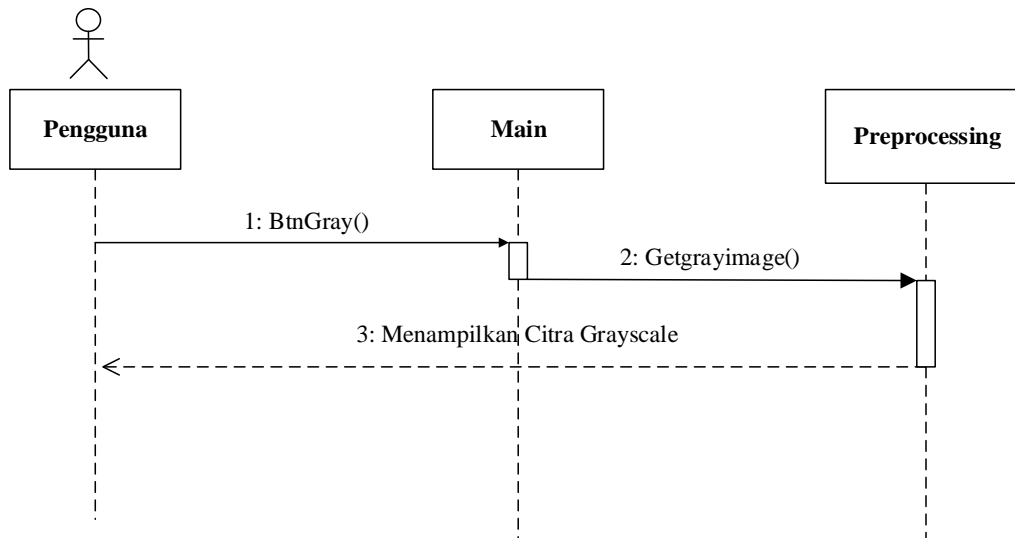 Pengguna
Main
Preprocessing
1: BtnGray()
2: Getgrayimage()
3: Menampilkan Citra Grayscale